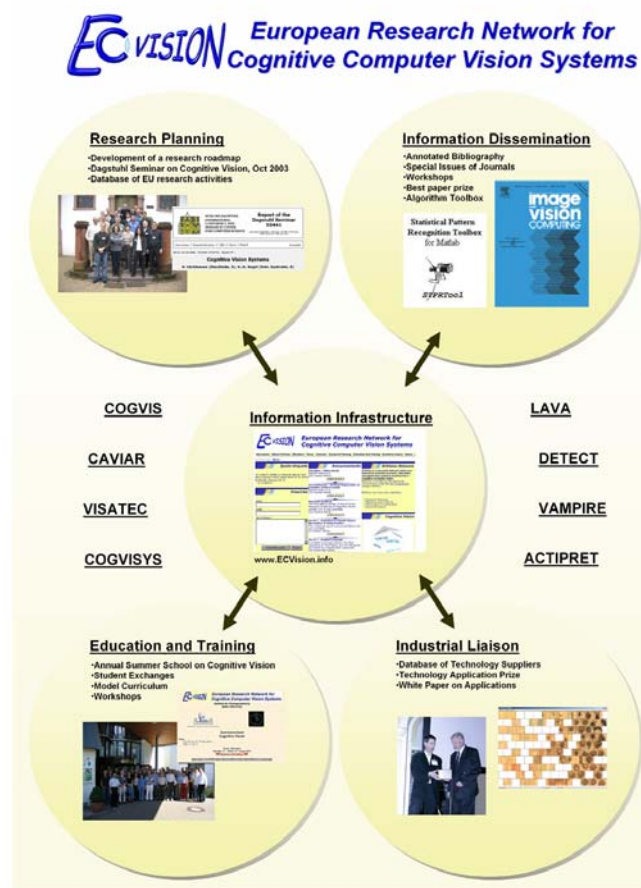 ECVISION European Research Network for
Cognitive Computer Vision Systems
Research Planning
•Development of a research roadmap
•Dagstuhl Seminar on Cognitive Vision, Oct 2003
•Database of EU research activities
Report of the
Dagstuhl Seminar
Cognitive Vision Systems
Information Dissemination
•Annotated Bibliography
•Special Issues of Journals
•Workshops
•Best paper prize
•Algorithm Toolbox
Statistical Pattern
Recognition Toolbox
for Matlab
STPRTool
image
vision
COMPUTING
COGVIS
CAVIAR
VISATEC
COGVISYS
Information Infrastructure
ECVISION European Research Network for
Cognitive Computer Vision Systems
www.ECVision.info
LAVA
DETECT
VAMPIRE
ACTIPRET
Education and Training
•Annual Summer School on Cognitive Vision
•Student Exchanges
•Model Curriculum
•Workshops
ECVISION European Research Network for
Cognitive Computer Vision Systems
Industrial Liaison
•Database of Technology Suppliers
•Technology Application Prize
•White Paper on Applications